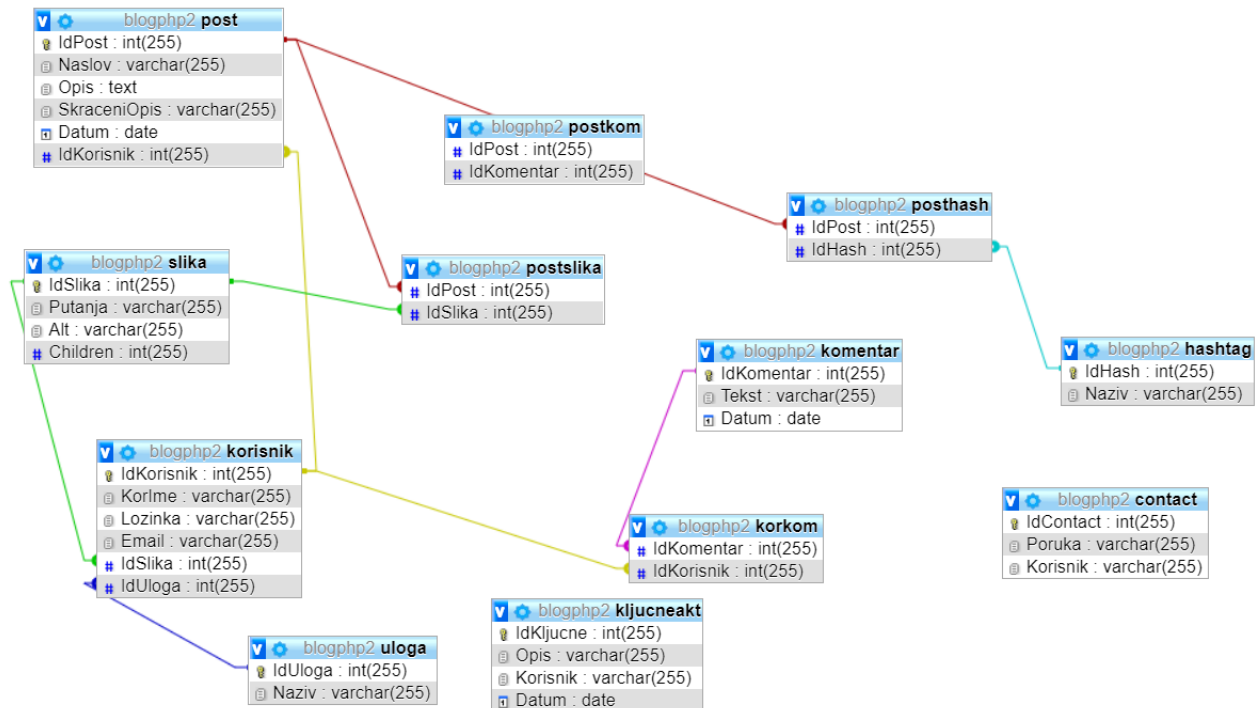 blogphp2 post
IdPost : int(255)
Naslov : varchar(255)
Opis : text
SkraceniOpis : varchar(255)
Datum : date
IdKorisnik : int(255)
blogphp2 postkom
IdPost : int(255)
IdKomentar : int(255)
blogphp2 posthash
IdPost : int(255)
IdHash : int(255)
blogphp2 slika
IdSlika : int(255)
Putanja : varchar(255)
Alt : varchar(255)
Children : int(255)
blogphp2 postslika
IdPost : int(255)
IdSlika : int(255)
blogphp2 komentar
IdKomentar : int(255)
Tekst : varchar(255)
Datum : date
blogphp2 hashtag
IdHash : int(255)
Naziv : varchar(255)
blogphp2 korisnik
IdKorisnik : int(255)
KorIme : varchar(255)
Lozinka : varchar(255)
Email : varchar(255)
IdSlika : int(255)
IdUloga : int(255)
blogphp2 contact
IdContact : int(255)
Poruka : varchar(255)
Korisnik : varchar(255)
blogphp2 korkom
IdKomentar : int(255)
IdKorisnik : int(255)
blogphp2 kljucneakt
IdKljucne : int(255)
Opis : varchar(255)
Korisnik : varchar(255)
Datum : date
blogphp2 uloga
IdUloga : int(255)
Naziv : varchar(255)